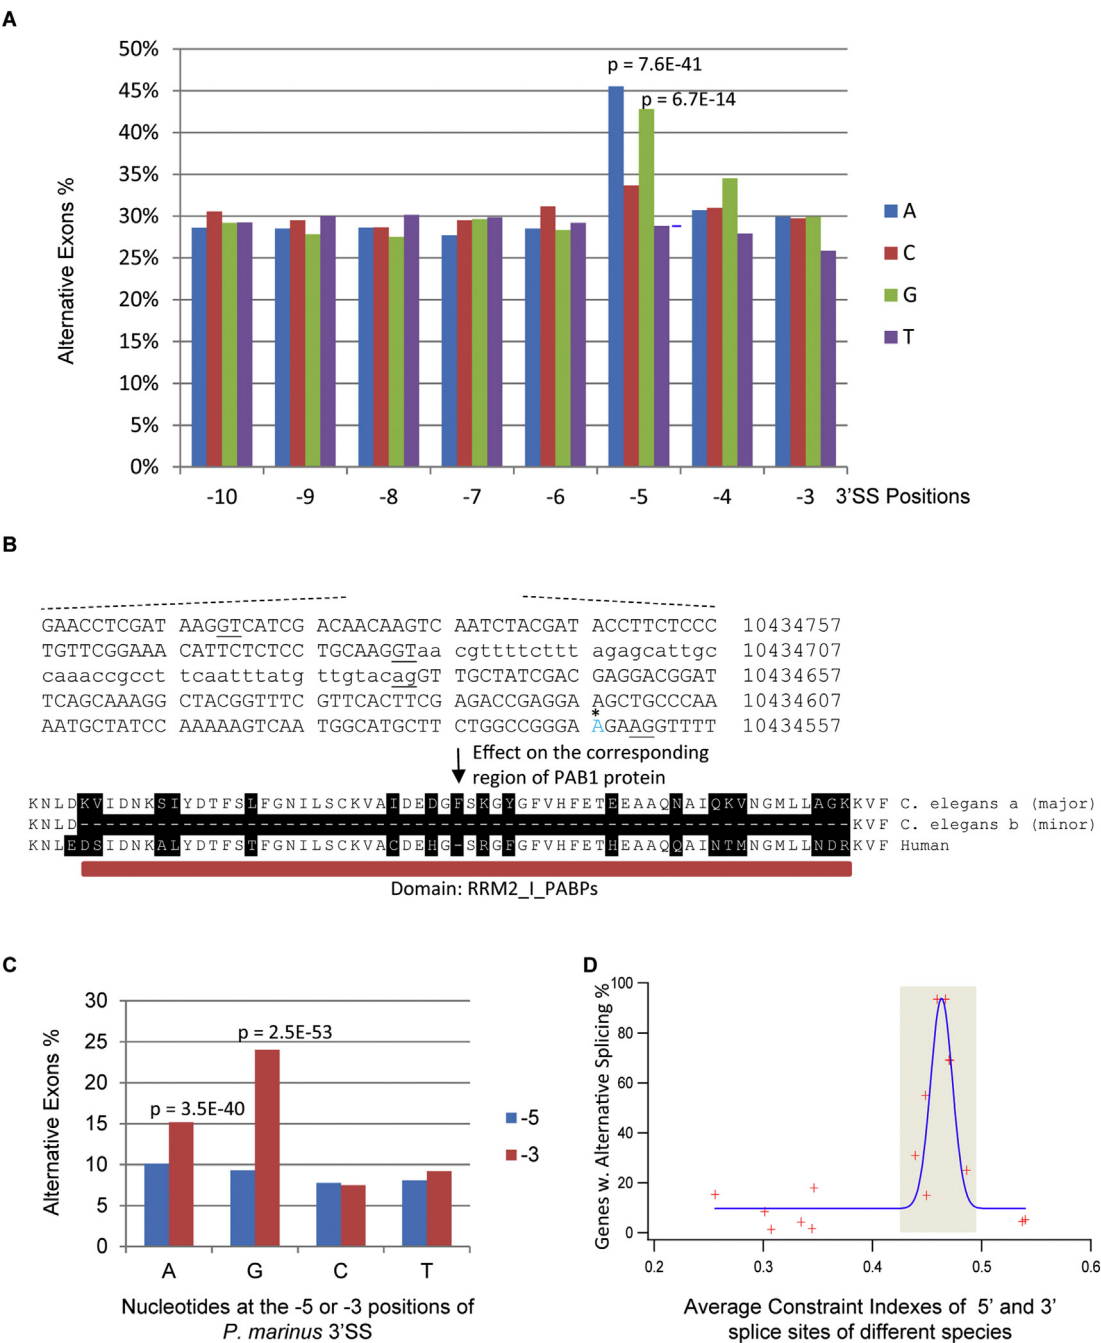 A
50%
45%
40%
35%
30%
25%
20%
15%
10%
5%
0%
Alternative Exons %
p = 7.6E-41
p = 6.7E-14
A
C
G
T
-10 -9 -8 -7 -6 -5 -4 -3 3'SS Positions
B
GAACCTCGAT AAGGTCATCG ACAACAAGTC AATCTACGAT ACCTTCTCCC 10434757
TGTTCGGAAA CATTCTCTCC TGCAAGGTaa cgttttcttt agagcattgc 10434707
caaaccgcct tcaatttatg ttgtacagGT TGCTATCGAC GAGGACGGAT 10434657
TCAGCAAAGG CTACGGTTTCG TTCACTTCG AGACCGAGGA AGCTGCCCAA 10434607
*
AATGCTATCC AAAAAGTCAA TGGCATGCTT CTGGCCGGGA AGAAGGTTTT 10434557
Effect on the corresponding
region of PAB1 protein
KNLDKVIDNKSIYDTFSLFGNILSCKVAIDEDGFSKGYGFVHFETEEAAQNAIQKVNGMLLAGKKVF C. elegans a (major)
KNLD-----------------------------------------------------------KVF C. elegans b (minor)
KNLEDSIDNKALYDTFSTFGNILSCKVACDEHG-SRGFGFVHFETHEAAQQAINTMNGMLLNDRKVF Human
Domain: RRM2_I_PABPs
C
30
25
20
15
10
5
0
Alternative Exons %
p = 3.5E-40
p = 2.5E-53
-5
-3
A G C T
Nucleotides at the -5 or -3 positions of
P. marinus 3'SS
D
100
80
60
40
20
0
Genes w. Alternative Splicing %
0.2 0.3 0.4 0.5 0.6
Average Constraint Indexes of 5' and 3'
splice sites of different species